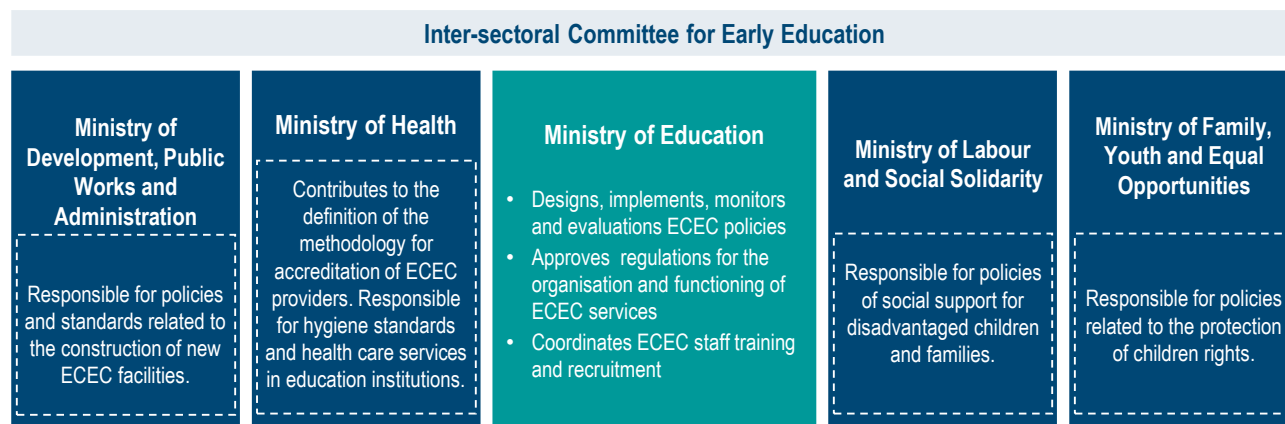 Inter-sectoral Committee for Early Education
Ministry of
Development, Public
Works and
Administration
Responsible for policies
and standards related to
the construction of new
ECEC facilities.
Ministry of Health
Contributes to the
definition of the
methodology for
accreditation of ECEC
providers. Responsible
for hygiene standards
and health care services
in education institutions.
Ministry of Education
• Designs, implements, monitors
and evaluations ECEC policies
• Approves regulations for the
organisation and functioning of
ECEC services
• Coordinates ECEC staff training
and recruitment
Ministry of Labour
and Social Solidarity
Responsible for policies
of social support for
disadvantaged children
and families.
Ministry of Family,
Youth and Equal
Opportunities
Responsible for policies
related to the protection
of children rights.